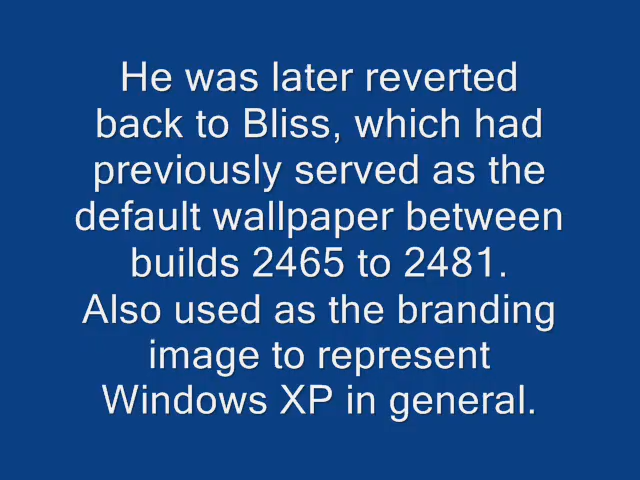 He was later reverted
back to Bliss, which had
previously served as the
default wallpaper between
builds 2465 to 2481.
Also used as the branding
image to represent
Windows XP in general.